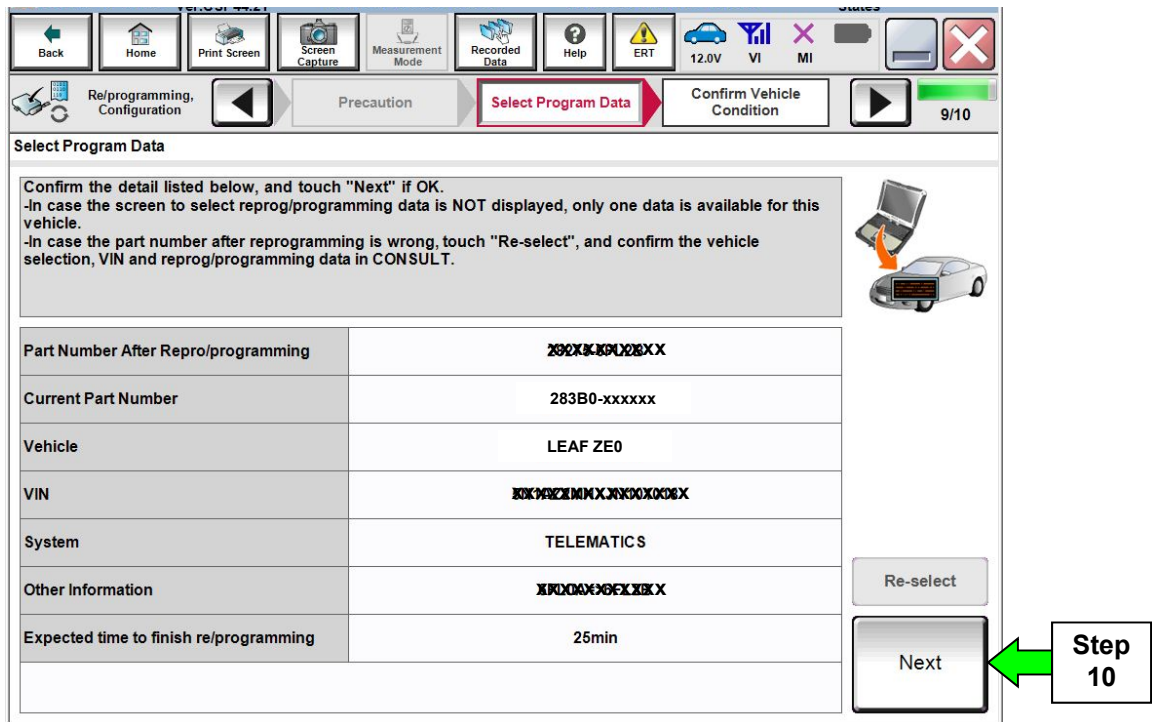 Back
Home
Print Screen
Screen Capture
Measurement Mode
Recorded Data
Help
ERT
12.0V
VI
MI
Re/programming, Configuration
Precaution
Select Program Data
Confirm Vehicle Condition
9/10
Select Program Data
Confirm the detail listed below, and touch "Next" if OK.
-In case the screen to select reprog/programming data is NOT displayed, only one data is available for this
vehicle.
-In case the part number after reprogramming is wrong, touch "Re-select", and confirm the vehicle
selection, VIN and reprog/programming data in CONSULT.
Part Number After Repro/programming
Current Part Number 283B0-xxxxxx
Vehicle LEAF ZE0
VIN
System TELEMATICS
Other Information
Expected time to finish re/programming 25min
Re-select
Next
Step
10